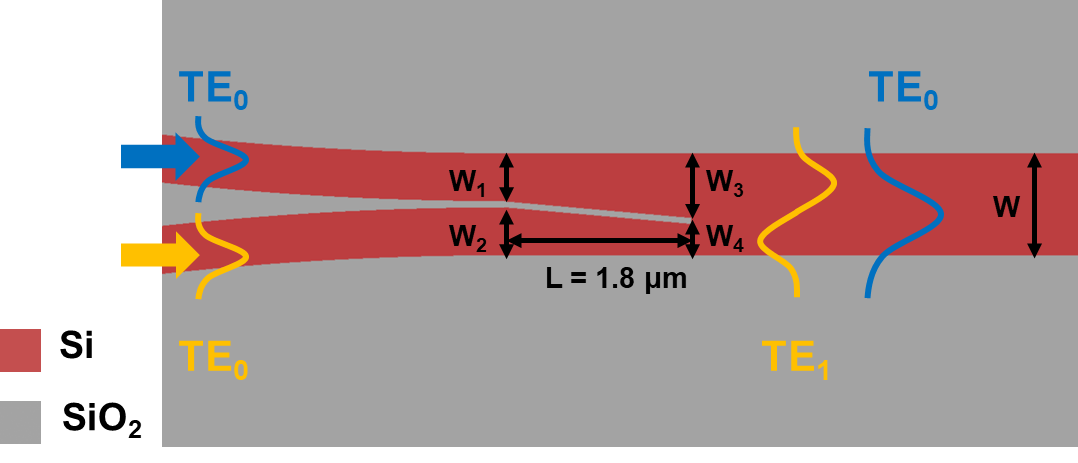 TE₀
TE₀
W₁
W₃
W
W₂
W₄
L = 1.8 µm
Si
TE₀
TE₁
SiO₂